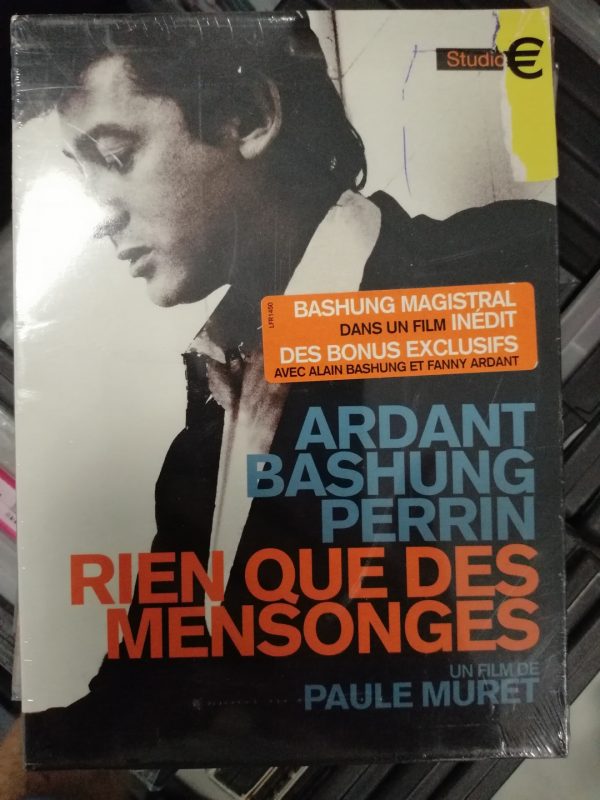 Studio
€
LFR1450
BASHUNG MAGISTRAL
DANS UN FILM INÉDIT
DES BONUS EXCLUSIFS
AVEC ALAIN BASHUNG ET FANNY ARDANT
ARDANT
BASHUNG
PERRIN
RIEN QUE DES
MENSONGES
UN FILM DE
PAULE MURET